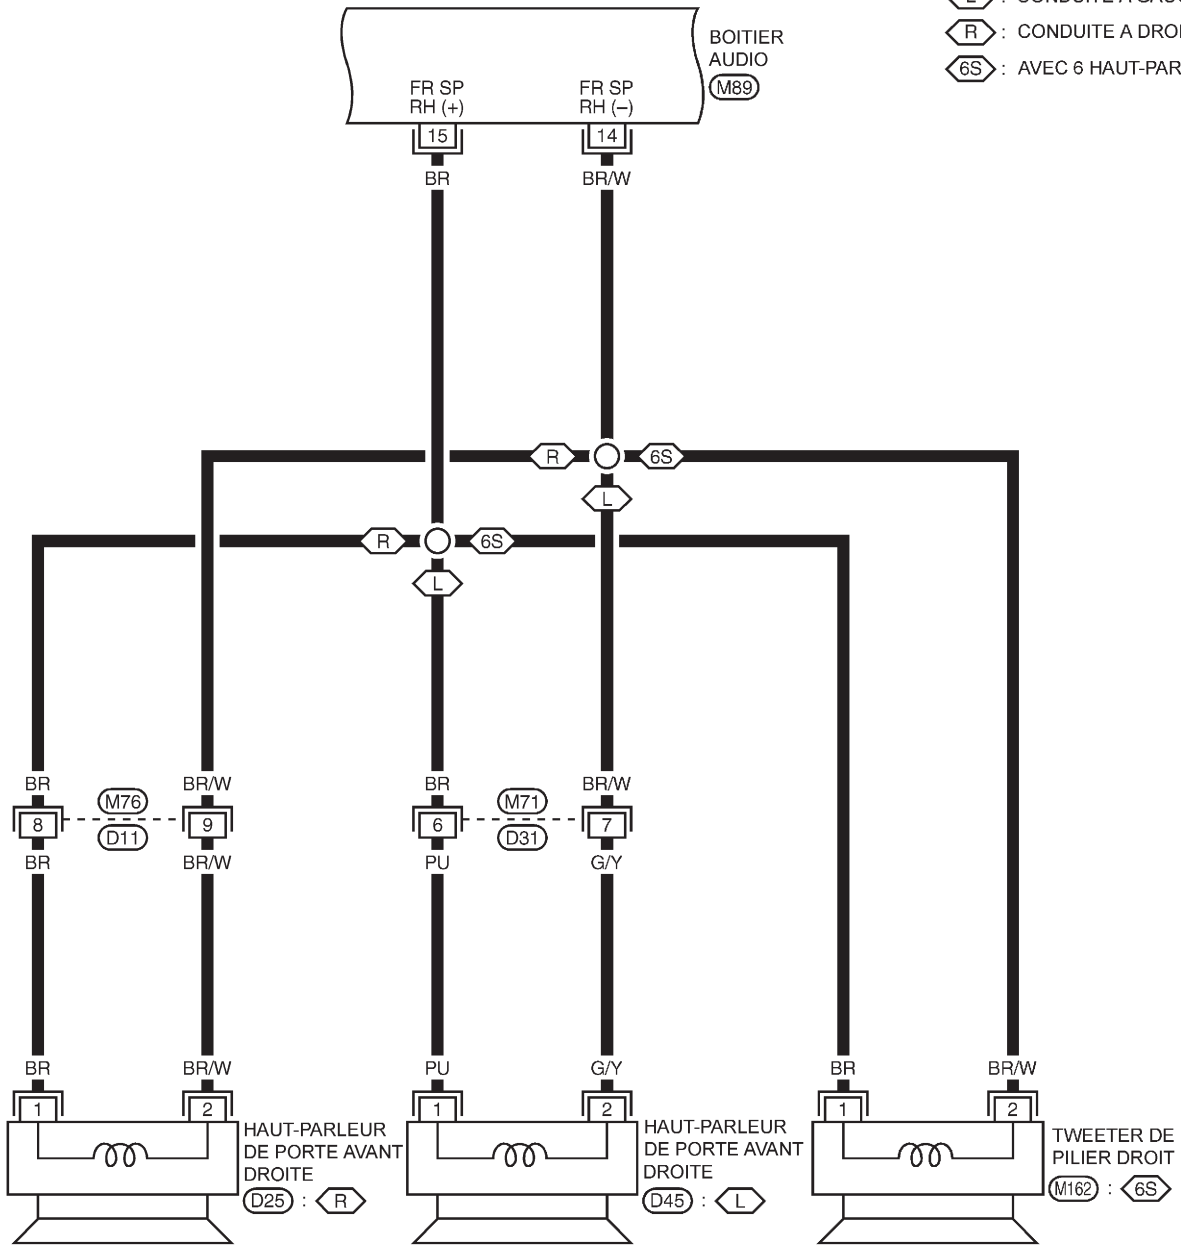 : CONDUITE A
R : CONDUITE A
6S : AVEC 6
BOITIER
AUDIO
M89
FR SP
RH (+)
FR SP
RH (–)
15
14
BR
BR/W
R
6S
L
R
6S
L
BR
BR/W
BR
BR/W
M76
M71
8
9
6
7
D11
D31
BR
BR/W
PU
G/Y
BR
BR/W
PU
G/Y
BR
BR/W
1
2
1
2
1
2
HAUT-PARLEUR
DE PORTE AVANT
DROITE
D25 : R
HAUT-PARLEUR
DE PORTE AVANT
DROITE
D45 : L
TWEETER DE
PILIER DROIT
M162 : 6S